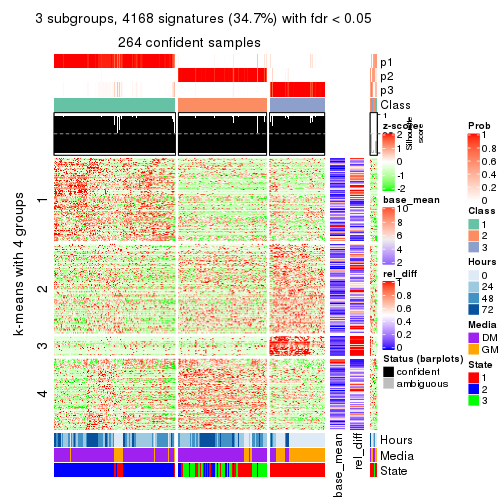 3 subgroups, 4168 signatures (34.7%) with fdr < 0.05
264 confident samples
p1
p2
p3
Class
1
Silhouette
score
k-means with 4 groups
1
2
3
4
Hours
Media
State
base_mean
rel_diff
z-score
2
1
0
-1
-2
base_mean
10
8
6
4
2
rel_diff
1
0.8
0.6
0.4
0.2
0
Status (barplots)
confident
ambiguous
Prob
1
0.8
0.6
0.4
0.2
0
Class
1
2
3
Hours
0
24
48
72
Media
DM
GM
State
1
2
3